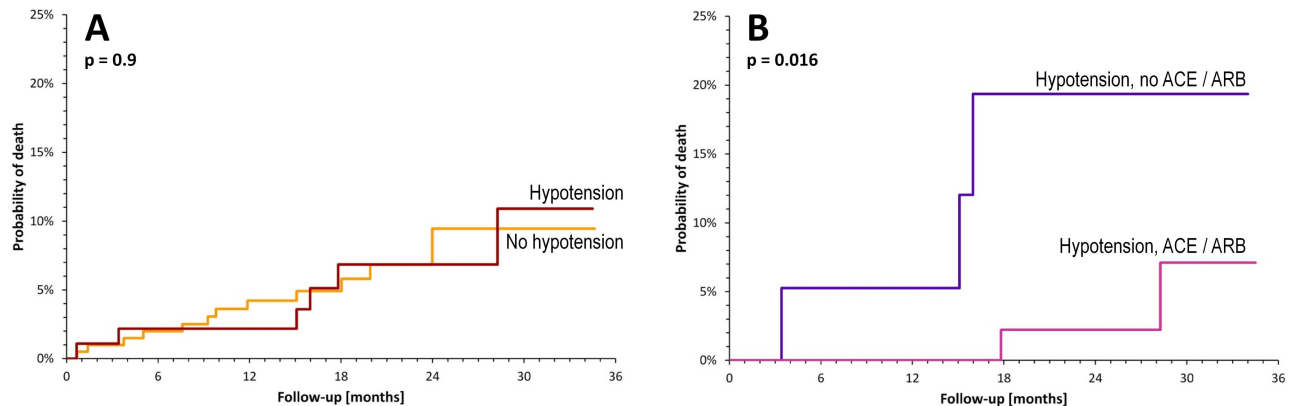 A
p = 0.9
25%
20%
15%
10%
5%
0%
Probability of death
Hypotension
No hypotension
0 6 12 18 24 30 36
Follow-up [months]
B
p = 0.016
25%
20%
15%
10%
5%
0%
Probability of death
Hypotension, no ACE / ARB
Hypotension, ACE / ARB
0 6 12 18 24 30 36
Follow-up [months]